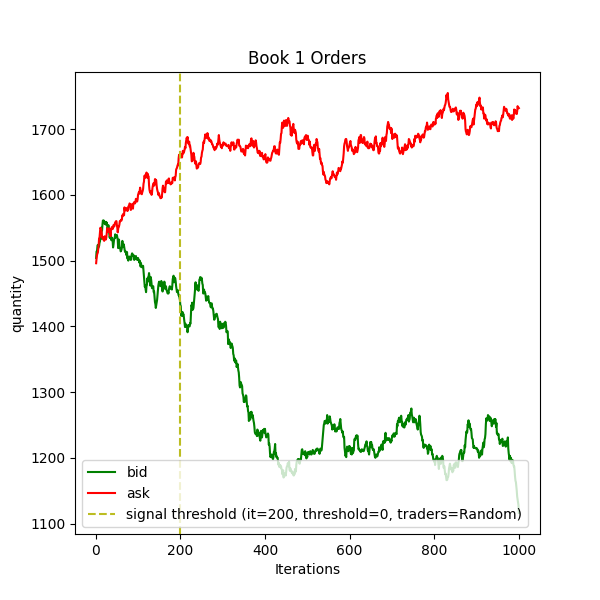 Book 1 Orders
quantity
1700
1600
1500
1400
1300
1200
1100
bid
ask
signal threshold (it=200, threshold=0, traders=Random)
0 200 400 600 800 1000
Iterations